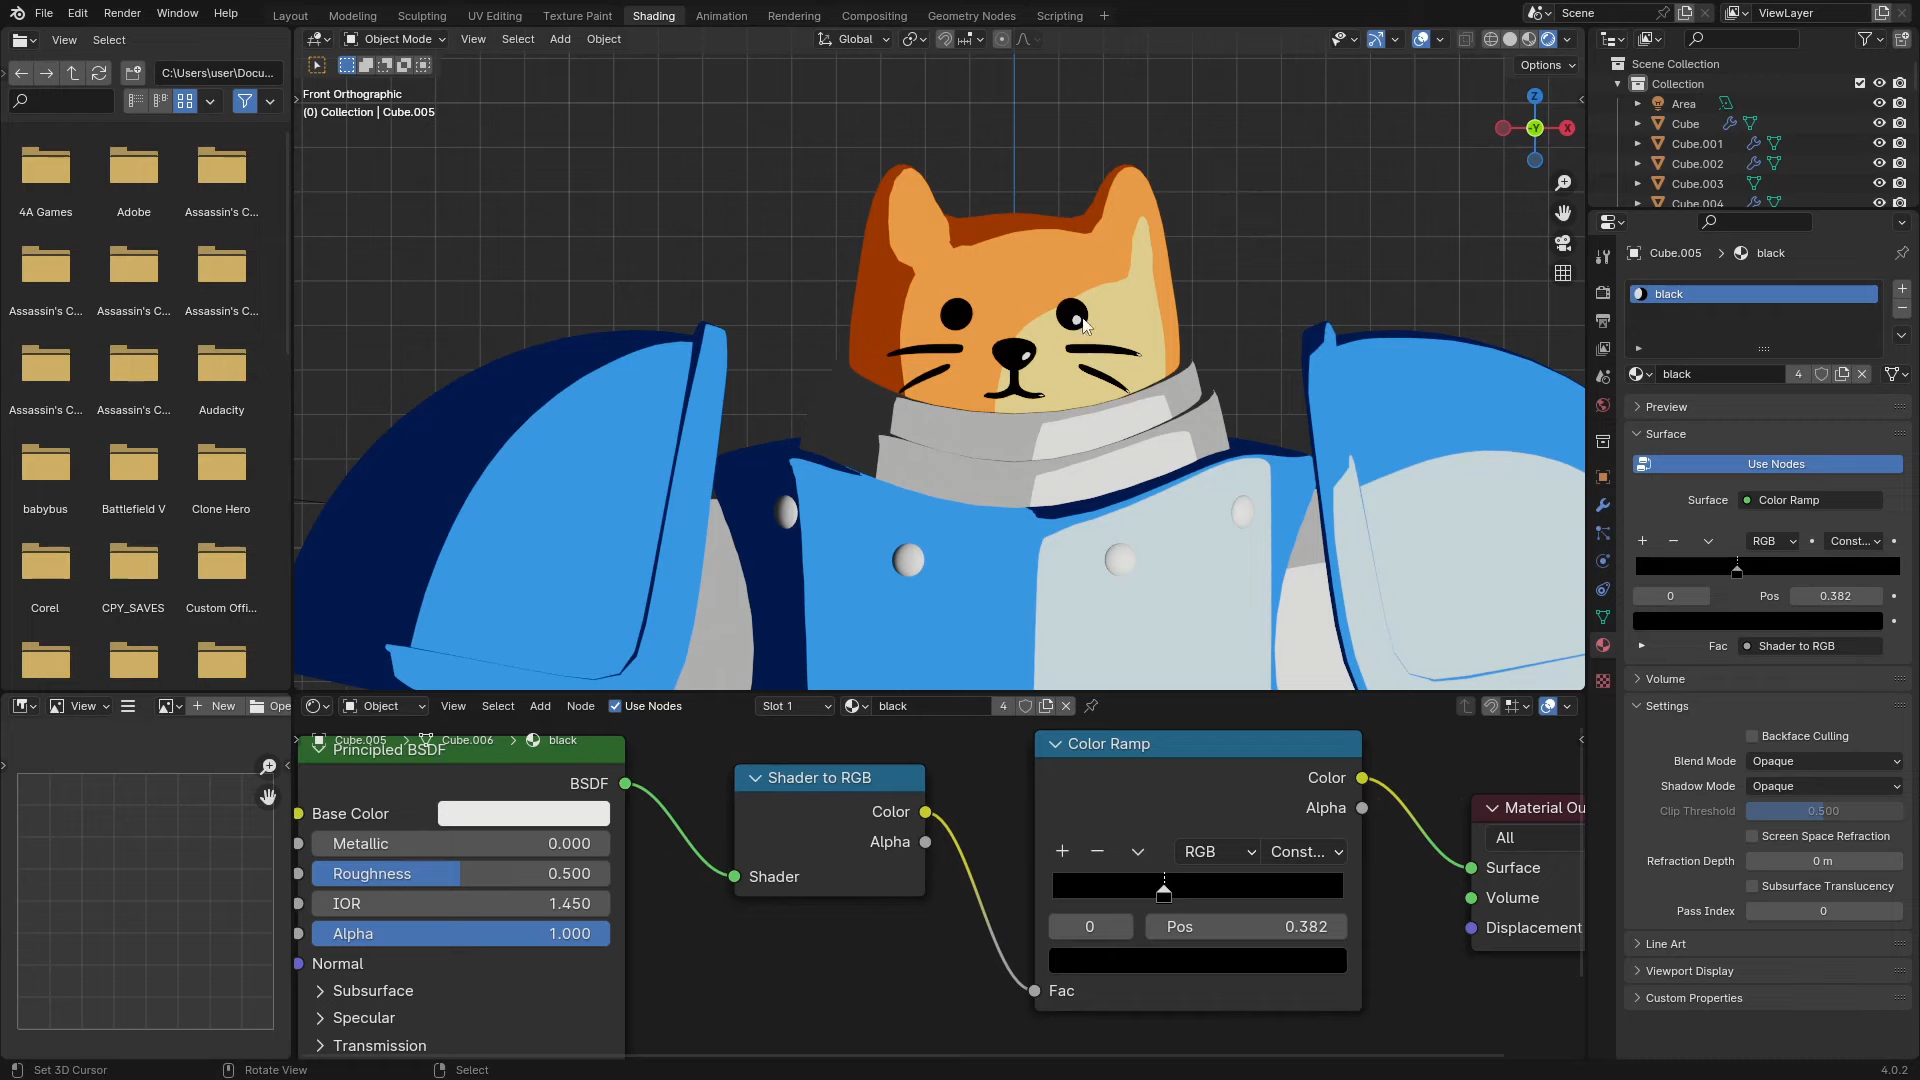 File Edit Render Window Help Layout Modeling Sculpting UV Editing Texture Paint Shading Animation Rendering Compositing Geometry Nodes Scripting Scene ViewLayer
View Select
C:\Users\user\Docu...
4A Games Adobe Assassin's C...
Assassin's C... Assassin's C... Assassin's C...
Assassin's C... Assassin's C... Audacity
babybus Battlefield V Clone Hero
Corel CPY_SAVES Custom Offi...
Object Mode View Select Add Object Global
Options
Front Orthographic
(0) Collection | Cube.005
Z
-Y X
Scene Collection
Collection
Area
Cube
Cube.001
Cube.002
Cube.003
Cube.004
Cube.005 black
black
black 4
Preview
Surface
Use Nodes
Surface Color Ramp
RGB Const...
0 Pos 0.382
Fac Shader to RGB
Volume
Settings
Backface Culling
Blend Mode Opaque
Shadow Mode Opaque
Clip Threshold 0.500
Screen Space Refraction
Refraction Depth 0 m
Subsurface Translucency
Pass Index 0
Line Art
Viewport Display
Custom Properties
View New Ope
Object View Select Add Node Use Nodes Slot 1 black 4
Cube.005 Cube.006 black
Principled BSDF
BSDF
Base Color
Metallic 0.000
Roughness 0.500
IOR 1.450
Alpha 1.000
Normal
Subsurface
Specular
Transmission
Shader to RGB
Color
Alpha
Shader
Color Ramp
Color
Alpha
RGB Const...
0 Pos 0.382
Fac
Material Ou
All
Surface
Volume
Displacement
Set 3D Cursor Rotate View Select 4.0.2